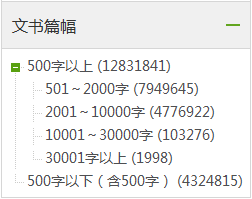 文书篇幅
500字以上 (12831841)
501～2000字 (7949645)
2001～10000字 (4776922)
10001～30000字 (103276)
30001字以上 (1998)
500字以下（含500字） (4324815)